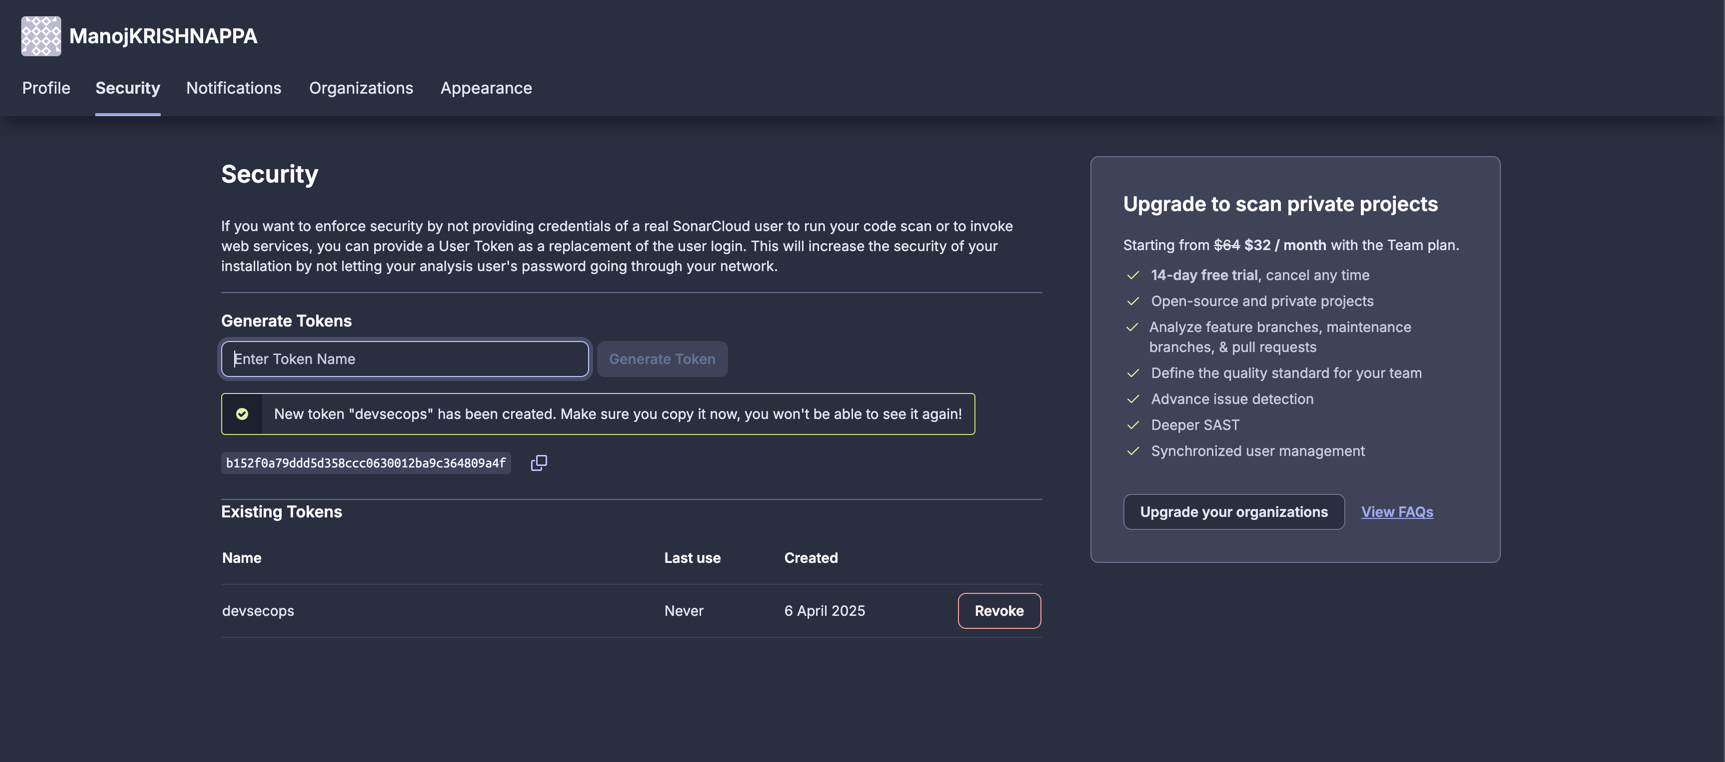 ManojKRISHNAPPA
Profile Security Notifications Organizations Appearance
Security
If you want to enforce security by not providing credentials of a real SonarCloud user to run your code scan or to invoke
web services, you can provide a User Token as a replacement of the user login. This will increase the security of your
installation by not letting your analysis user's password going through your network.
Generate Tokens
Enter Token Name Generate Token
New token "devsecops" has been created. Make sure you copy it now, you won't be able to see it again!
b152f0a79ddd5d358ccc0630012ba9c364809a4f
Existing Tokens
Name Last use Created
devsecops Never 6 April 2025 Revoke
Upgrade to scan private projects
Starting from $64 $32 / month with the Team plan.
14-day free trial, cancel any time
Open-source and private projects
Analyze feature branches, maintenance
branches, & pull requests
Define the quality standard for your team
Advance issue detection
Deeper SAST
Synchronized user management
Upgrade your organizations View FAQs